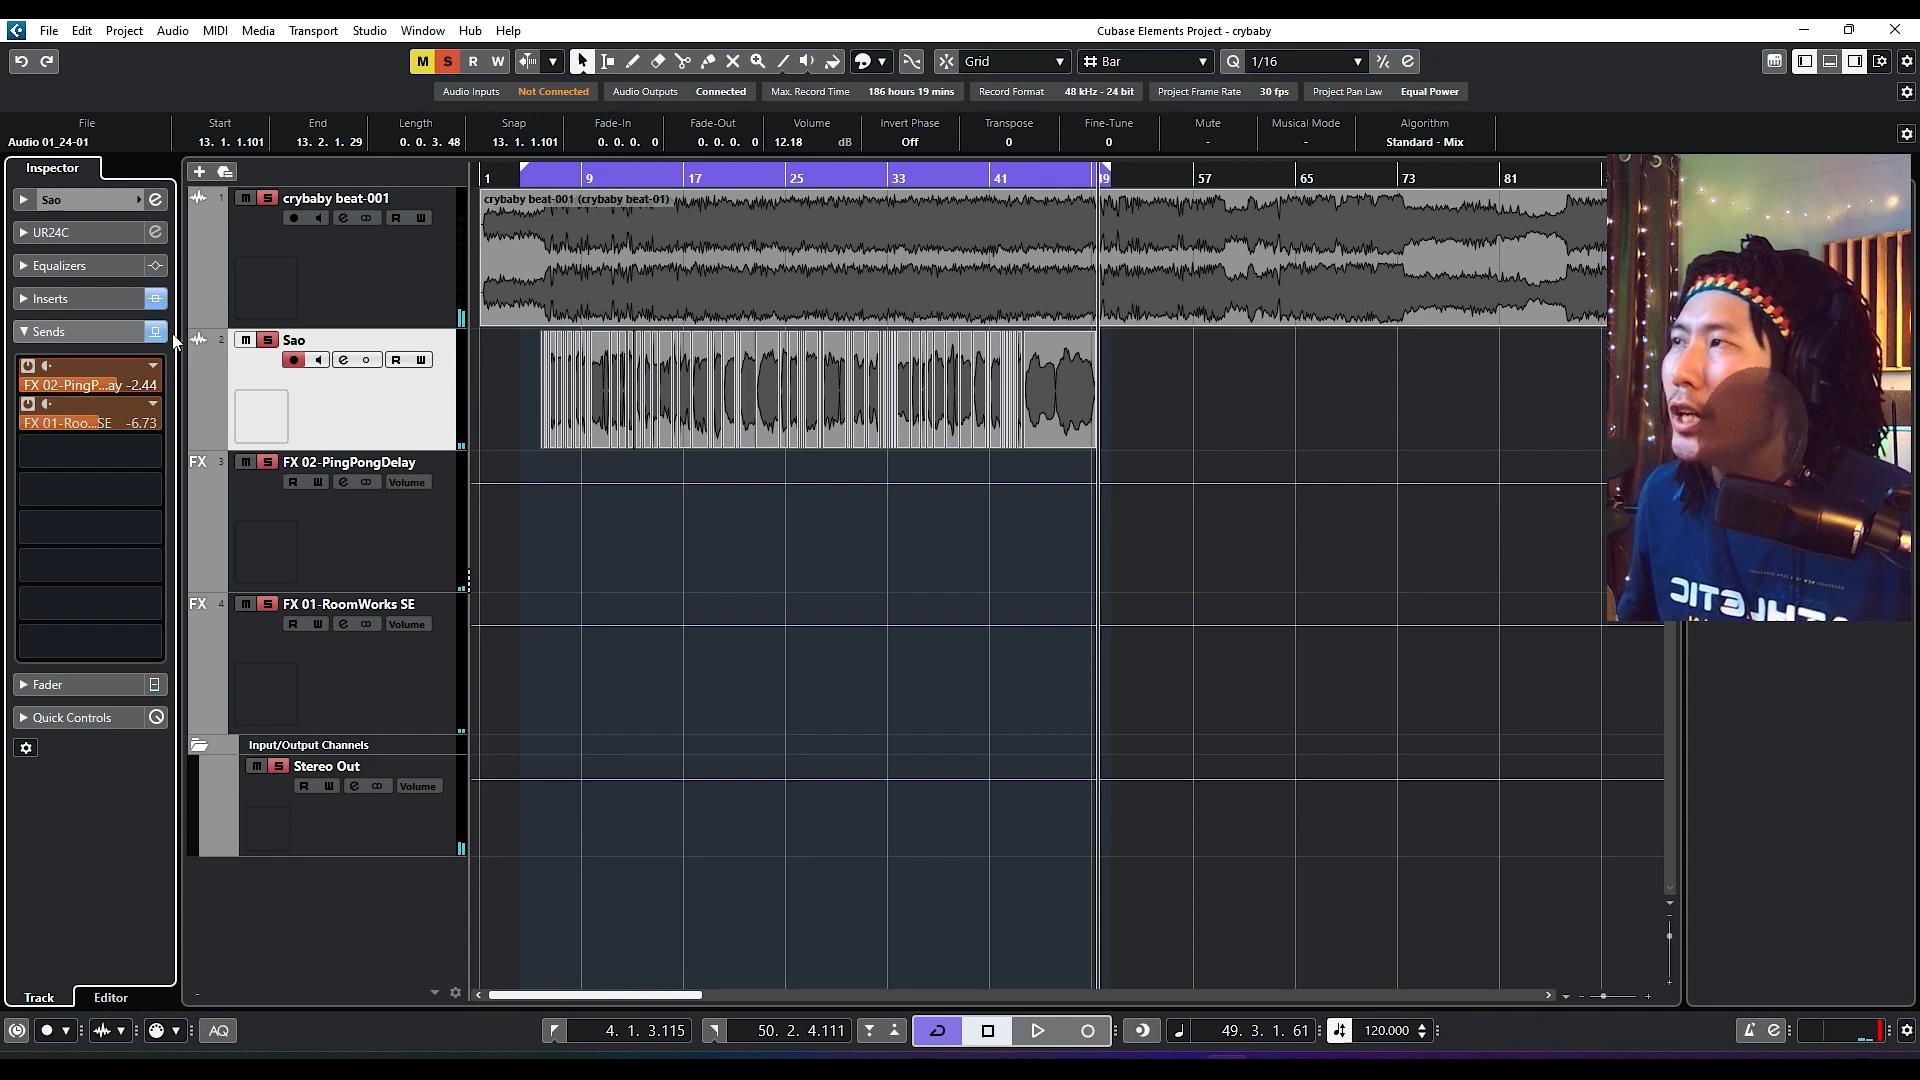 File Edit Project Audio MIDI Media Transport Studio Window Hub Help
Cubase Elements Project - crybaby
M S R W
Grid
Bar
Q 1/16
Audio Inputs Not Connected
Audio Outputs Connected
Max. Record Time 186 hours 19 mins
Record Format 48 kHz - 24 bit
Project Frame Rate 30 fps
Project Pan Law Equal Power
File Start End Length Snap Fade-In Fade-Out Volume Invert Phase Transpose Fine-Tune Mute Musical Mode Algorithm
Audio 01_24-01 13. 1. 1.101 13. 2. 1. 29 0. 0. 3. 48 13. 1. 1.101 0. 0. 0. 0 0. 0. 0. 0 12.18 dB Off 0 0 - - Standard - Mix
Inspector
Sao
UR24C
Equalizers
Inserts
Sends
FX 02-PingP...ay -2.44
FX 01-Roo...SE -6.73
Fader
Quick Controls
Track Editor
1 9 17 25 33 41 49 57 65 73 81
1 m S crybaby beat-001
R W
crybaby beat-001 (crybaby beat-01)
2 m S Sao
R W
FX 3 m S FX 02-PingPongDelay
R W Volume
FX 4 m S FX 01-RoomWorks SE
R W Volume
Input/Output Channels
m S Stereo Out
R W Volume
AQ
4. 1. 3.115
50. 2. 4.111
49. 3. 1. 61
120.000